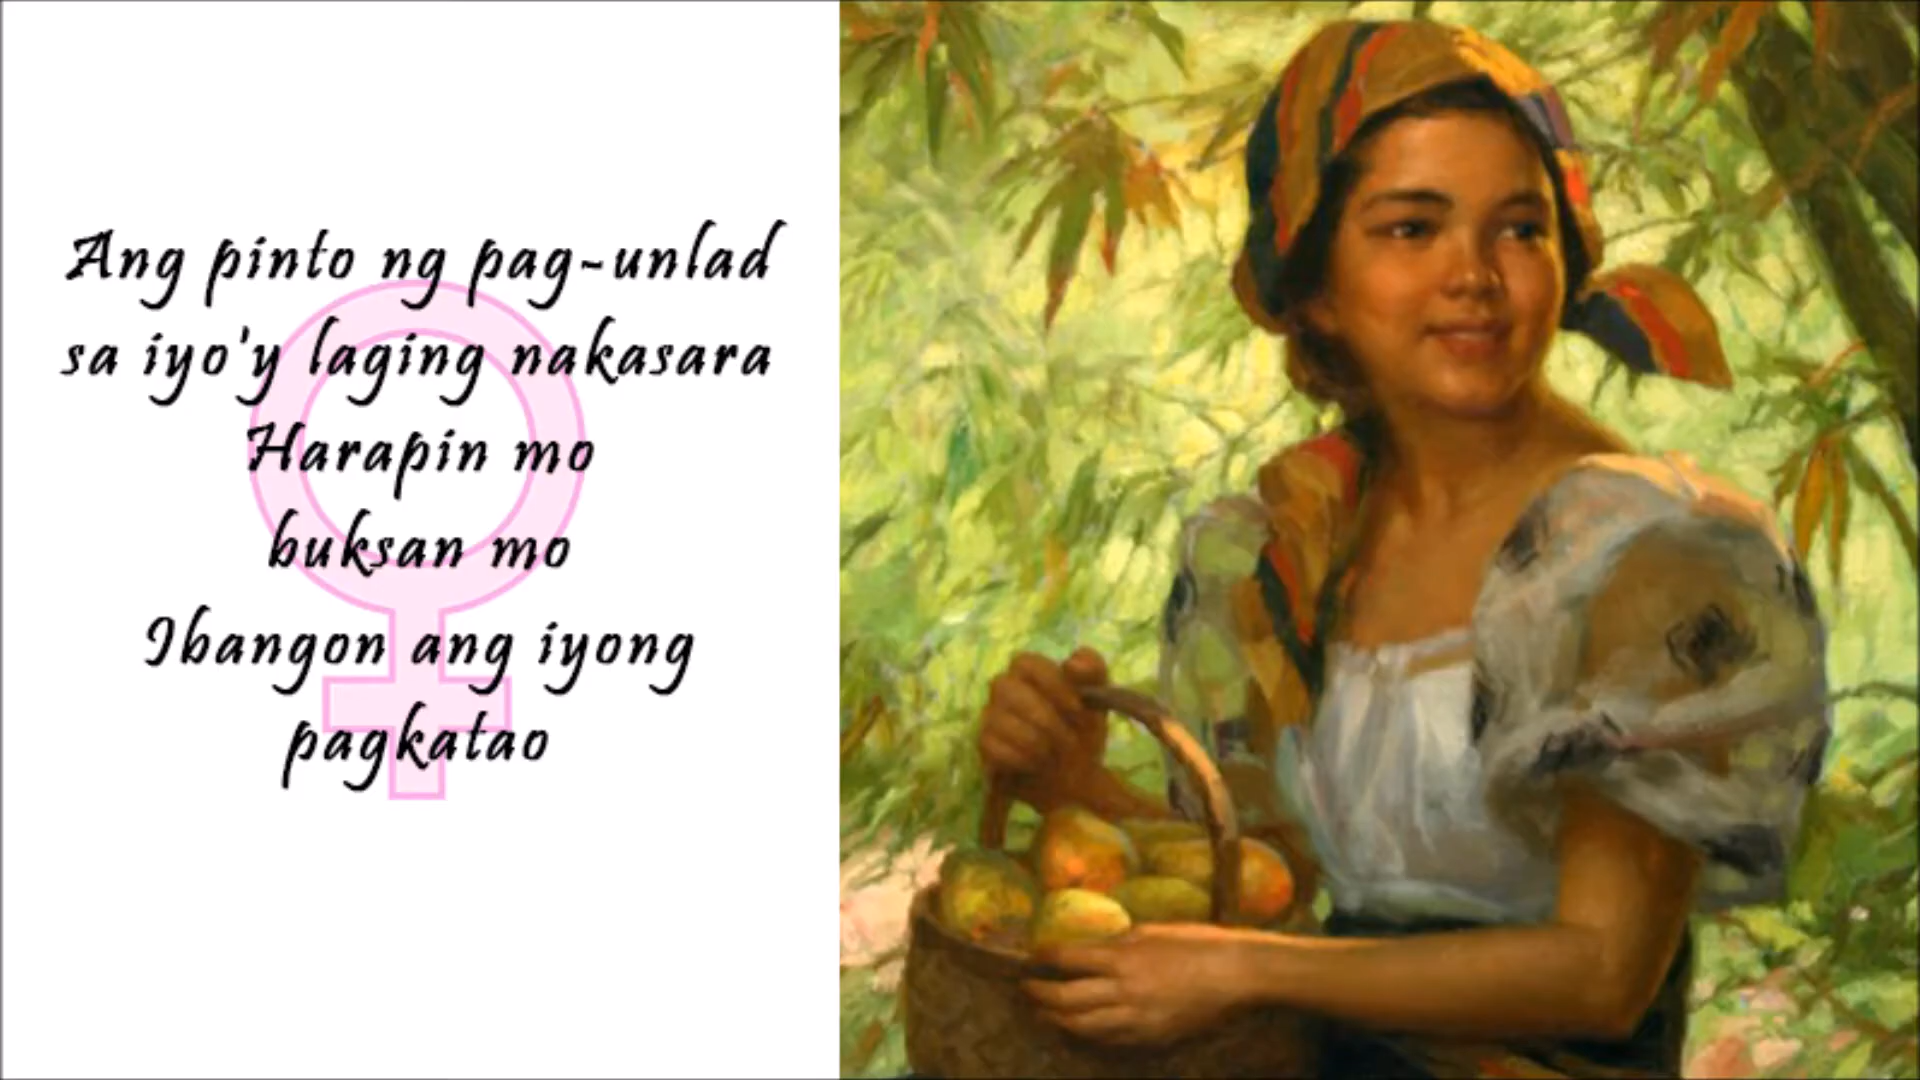 Ang pinto ng pag-unlad
sa iyo'y laging nakasara
Harapin mo
buksan mo
Ibangon ang iyong
pagkatao